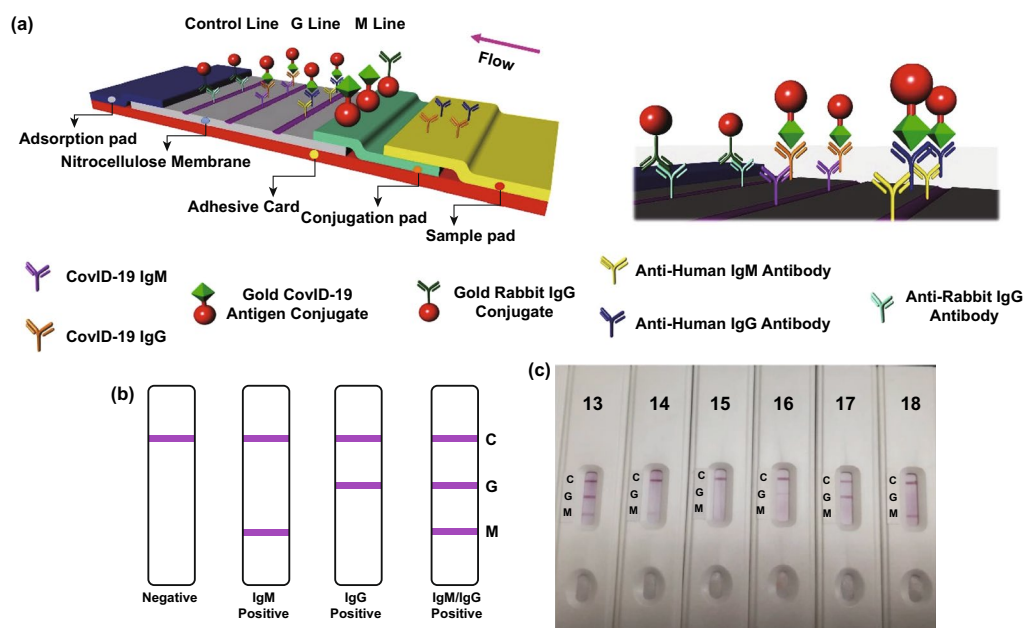 (a)
Control Line G Line M Line
Flow
Adsorption pad
Nitrocellulose Membrane
Adhesive Card
Conjugation pad
Sample pad
CovID-19 IgM
CovID-19 IgG
Gold CovID-19
Antigen Conjugate
Gold Rabbit IgG
Conjugate
Anti-Human IgM Antibody
Anti-Human IgG Antibody
Anti-Rabbit IgG
Antibody
(b)
C
G
M
Negative
IgM
Positive
IgG
Positive
IgM/IgG
Positive
(c)
13 14 15 16 17 18
C C C C C C
G G G G G G
M M M M M M